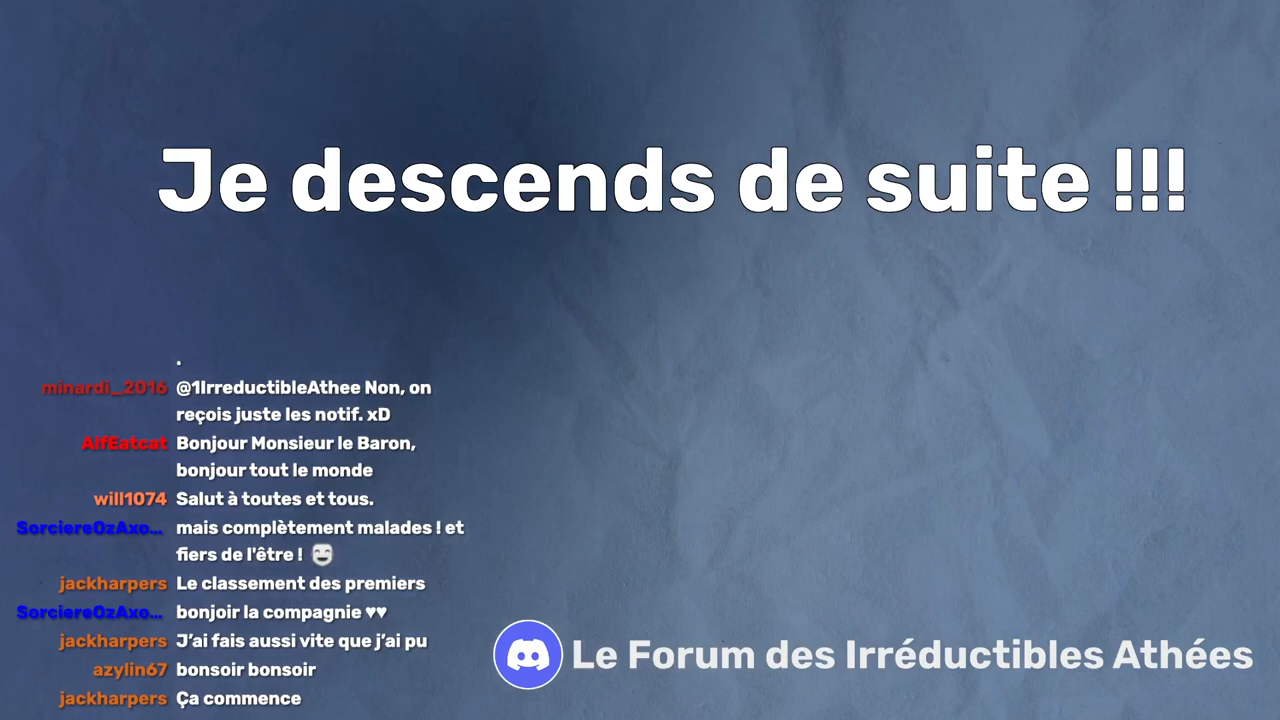 Je descends de suite !!!
.
minardi_2016 @1IrreductibleAthee Non, on
reçois juste les notif. xD
AlfEatcat Bonjour Monsieur le Baron,
bonjour tout le monde
will1074 Salut à toutes et tous.
SorciereOzAxo... mais complètement malades ! et
fiers de l'être !
jackharpers Le classement des premiers
SorciereOzAxo... bonjoir la compagnie ♥♥
jackharpers J’ai fais aussi vite que j’ai pu
azylin67 bonsoir bonsoir
jackharpers Ça commence
Le Forum des Irréductibles Athées